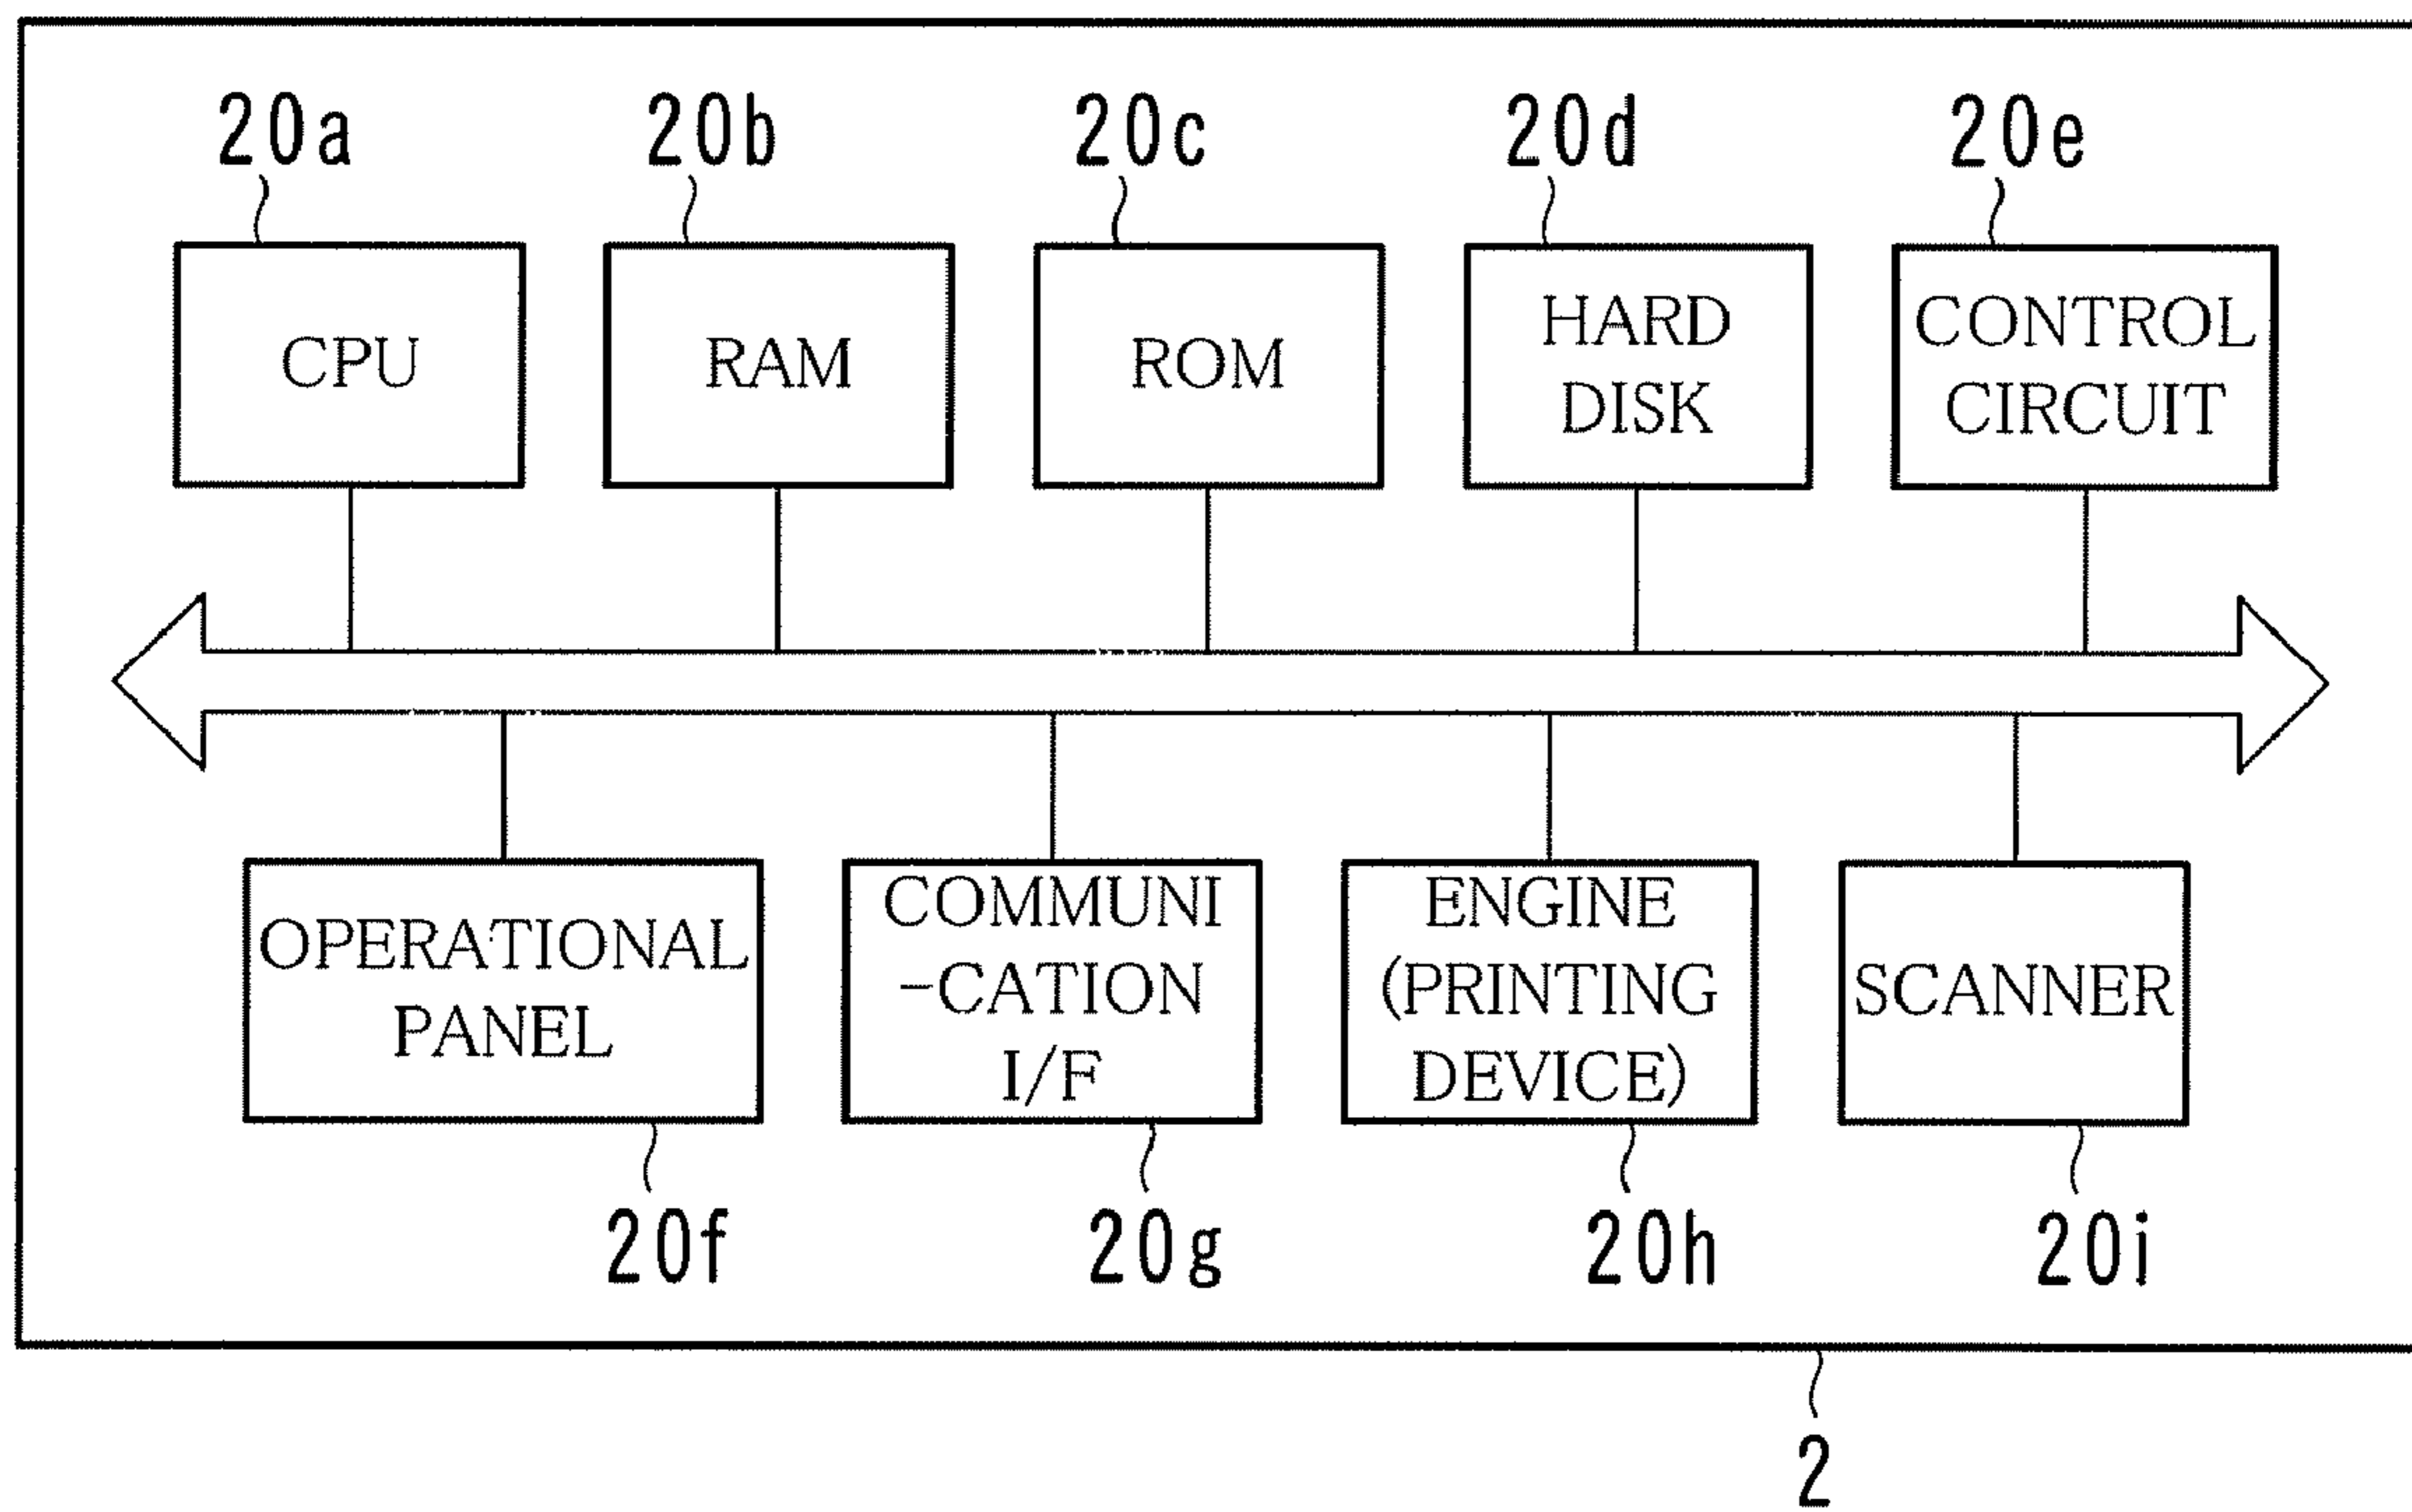 20a 20b 20c 20d 20e
CPU
RAM
ROM
HARD
DISK
CONTROL
CIRCUIT
OPERATIONAL
PANEL
COMMUNI
-CATION
I/F
ENGINE
(PRINTING
DEVICE)
SCANNER
20f 20g 20h 20i
2